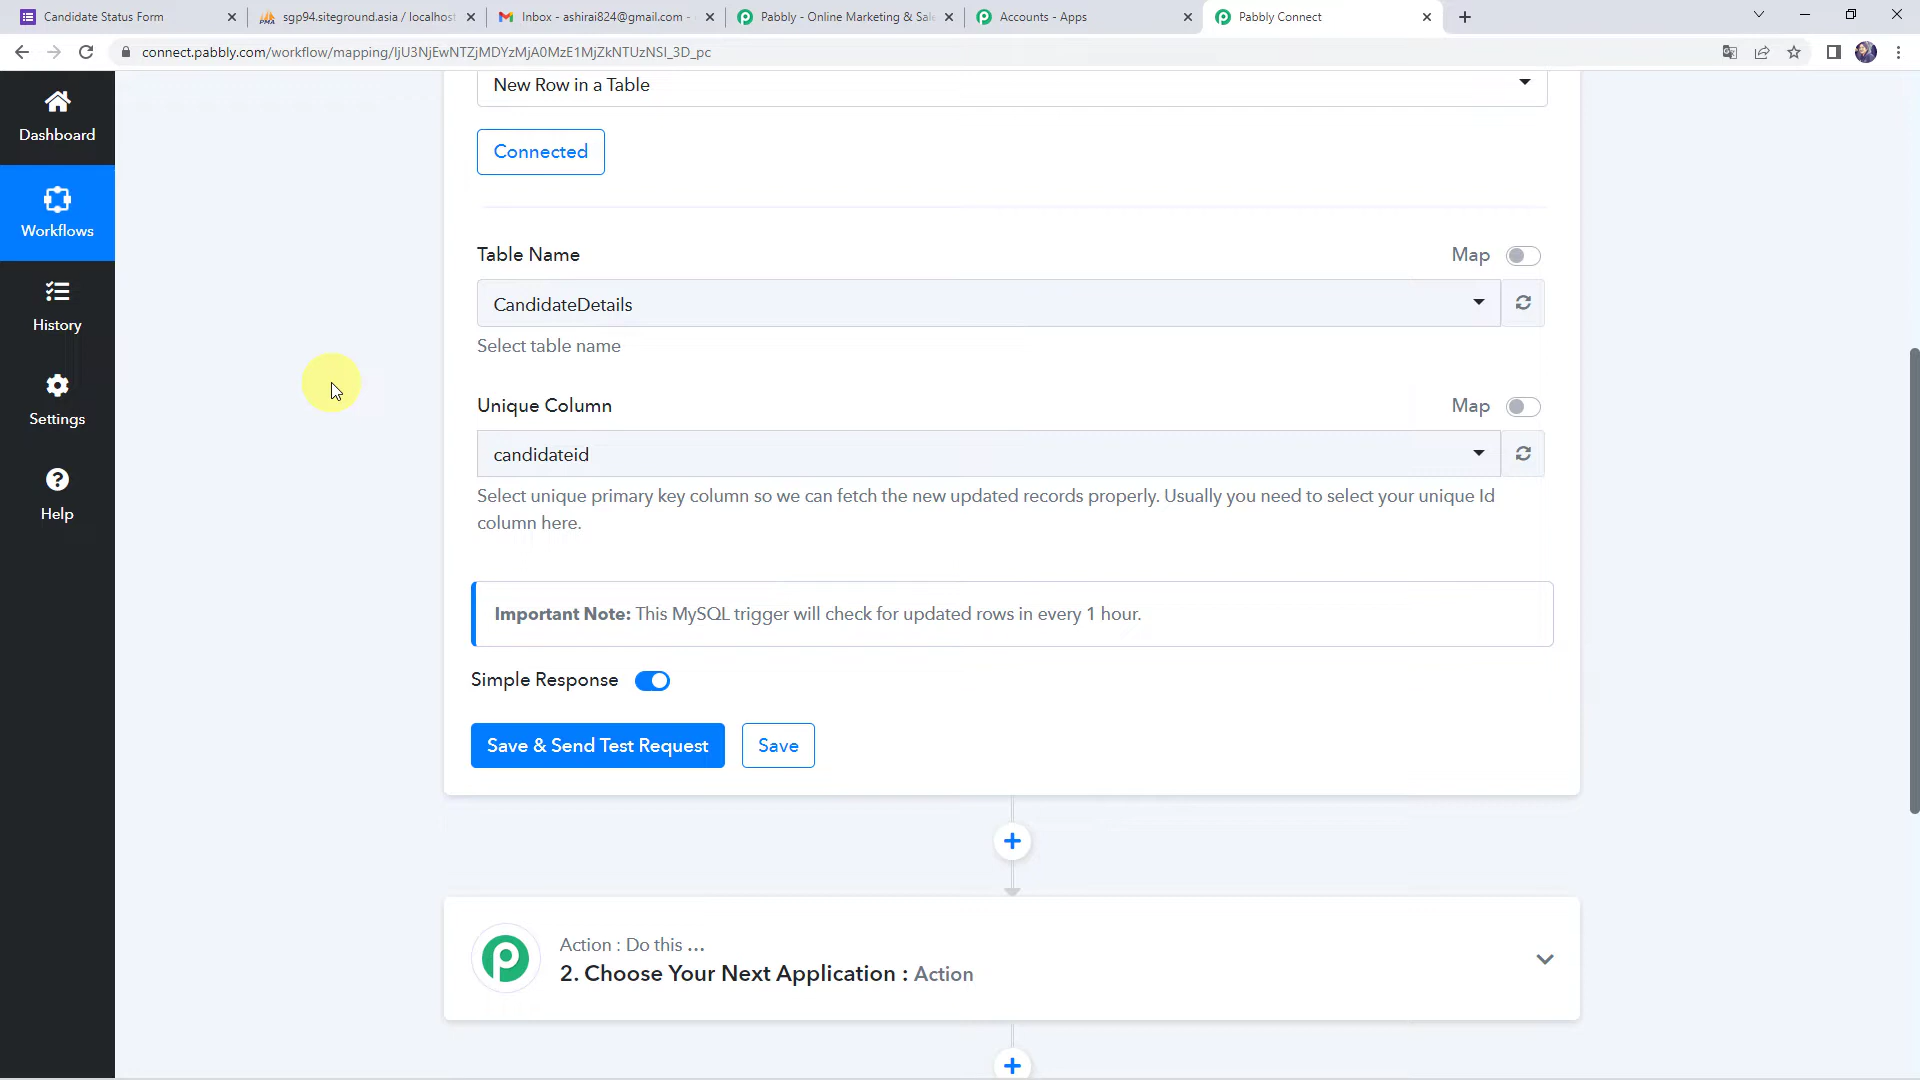 Candidate Status Form
sgp94.siteground.asia / localhost
Inbox - ashirai824@gmail.com -
Pabbly - Online Marketing & Sale
Accounts - Apps
Pabbly Connect
connect.pabbly.com/workflow/mapping/IjU3NjEwNTZjMDYzMjA0MzE1MjZkNTUzNSI_3D_pc
Dashboard
Workflows
History
Settings
Help
New Row in a Table
Connected
Table Name
Map
CandidateDetails
Select table name
Unique Column
Map
candidateid
Select unique primary key column so we can fetch the new updated records properly. Usually you need to select your unique Id
column here.
Important Note: This MySQL trigger will check for updated rows in every 1 hour.
Simple Response
Save & Send Test Request
Save
Action : Do this ...
2. Choose Your Next Application : Action